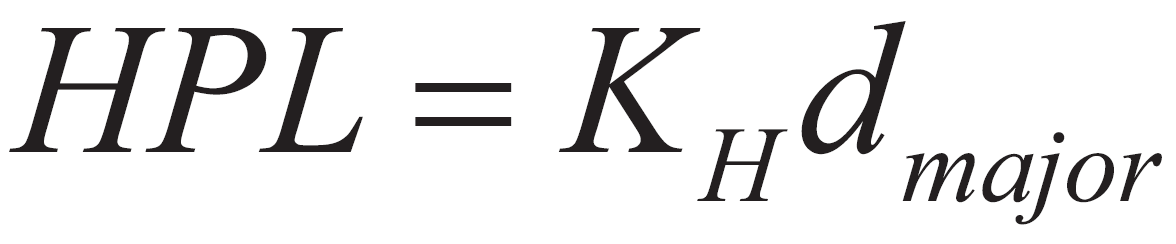 HPL = K_H d_major